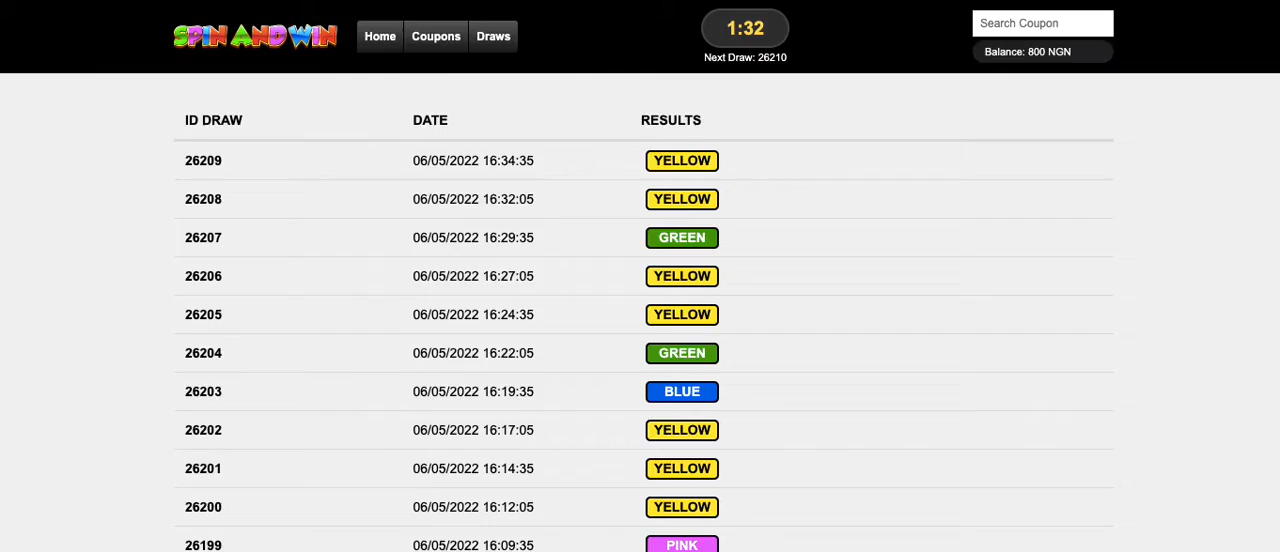 SPIN AND WIN
Home Coupons Draws
1:32
Next Draw: 26210
Search Coupon
Balance: 800 NGN
ID DRAW DATE RESULTS
26209 06/05/2022 16:34:35 YELLOW
26208 06/05/2022 16:32:05 YELLOW
26207 06/05/2022 16:29:35 GREEN
26206 06/05/2022 16:27:05 YELLOW
26205 06/05/2022 16:24:35 YELLOW
26204 06/05/2022 16:22:05 GREEN
26203 06/05/2022 16:19:35 BLUE
26202 06/05/2022 16:17:05 YELLOW
26201 06/05/2022 16:14:35 YELLOW
26200 06/05/2022 16:12:05 YELLOW
26199 06/05/2022 16:09:35 PINK